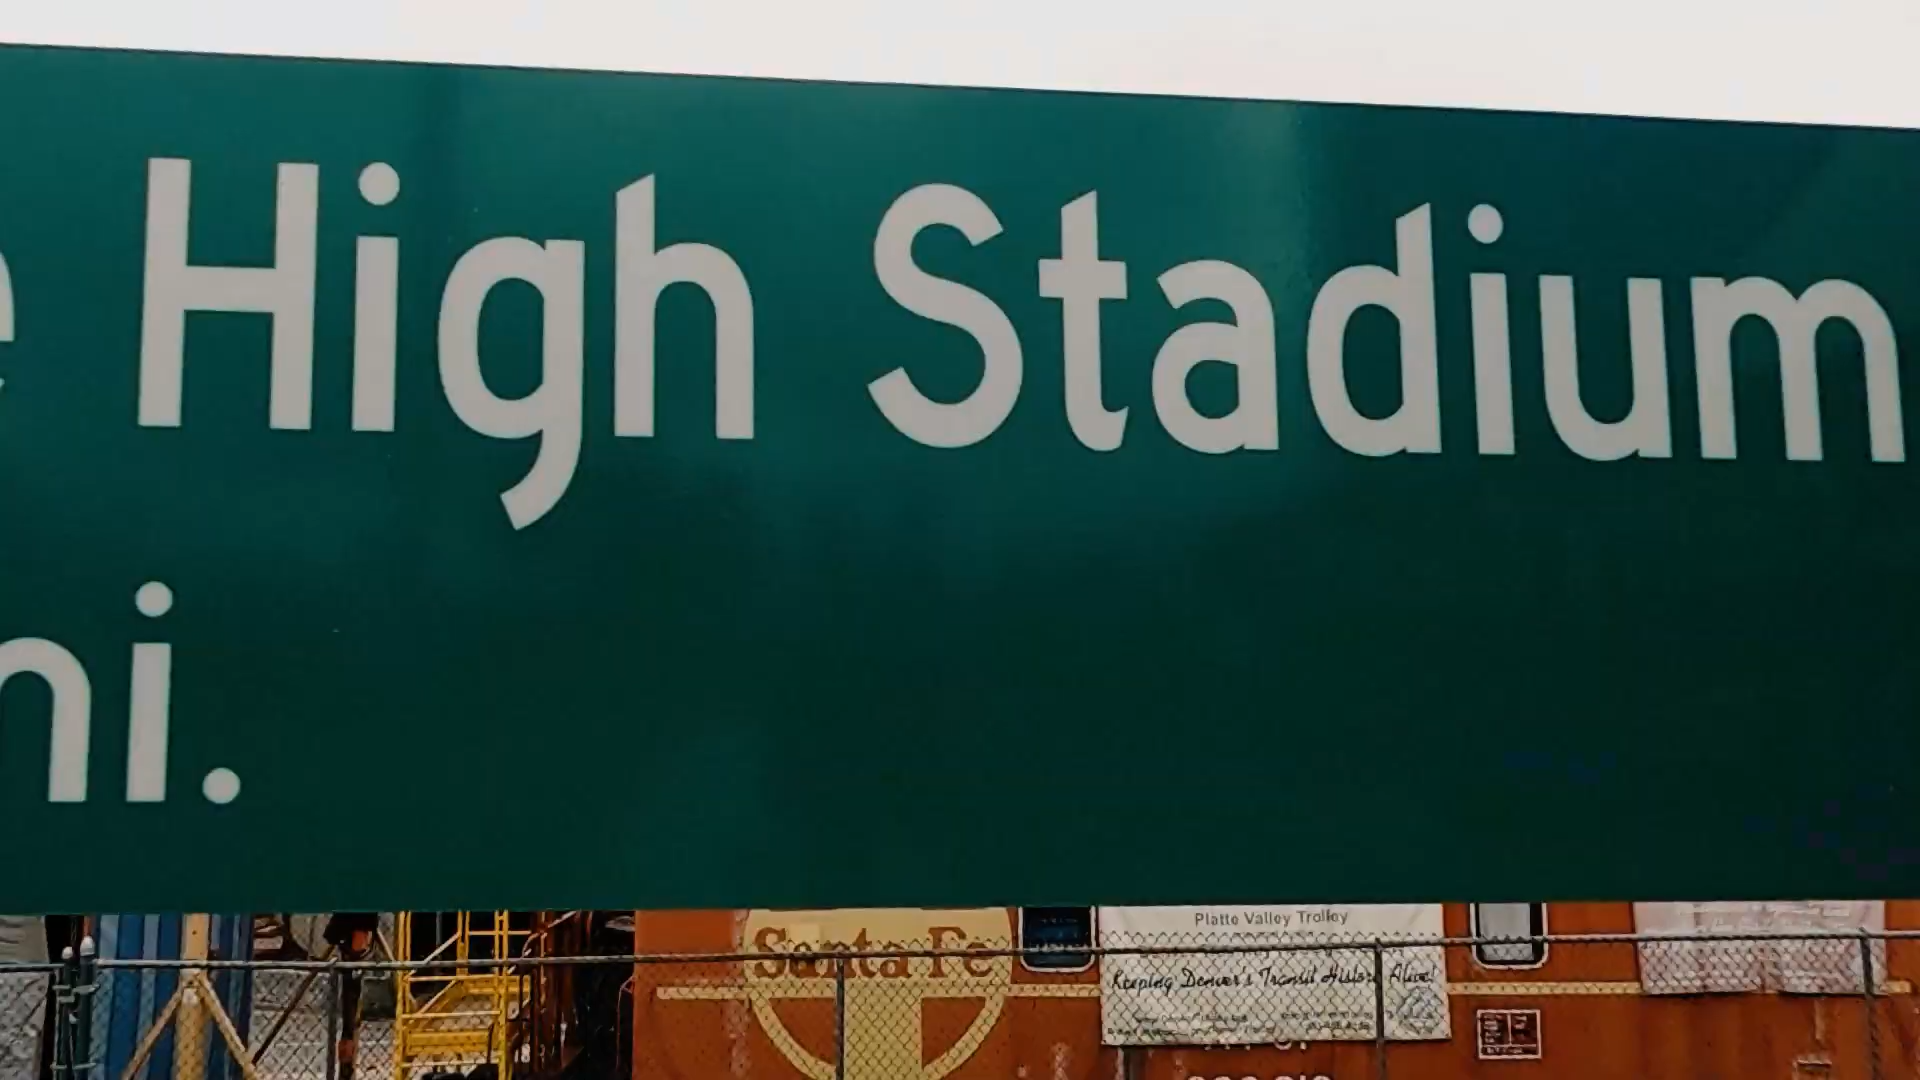 e High Stadium
mi.
Santa Fe
Platte Valley Trolley
Keeping Denver's Transit History Alive!